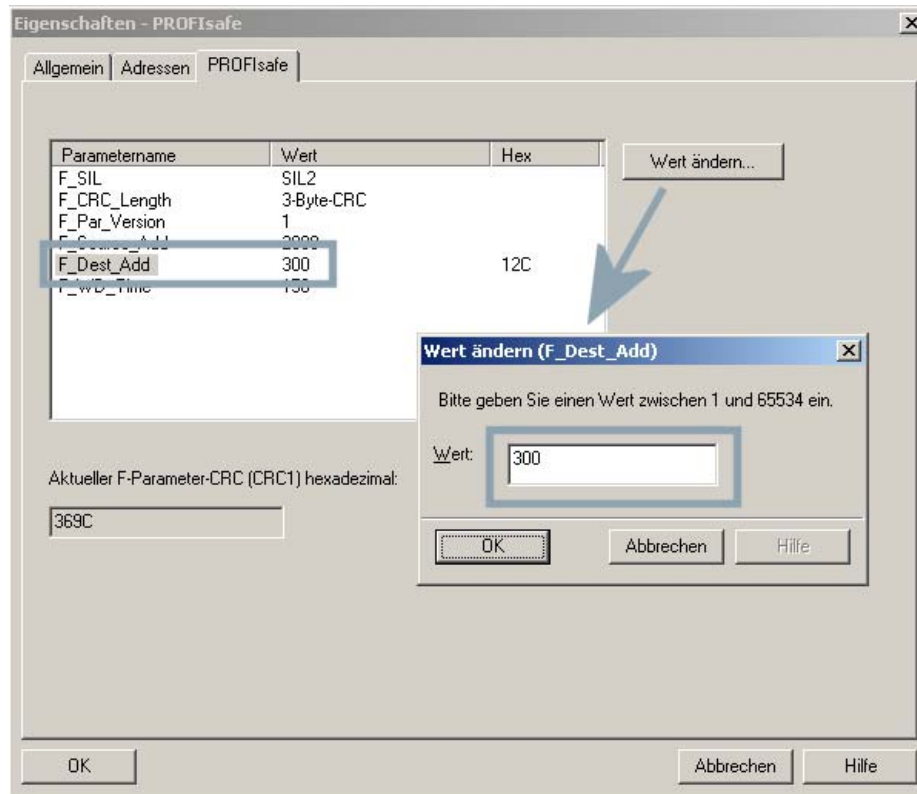 Eigenschaften - PROFIsafe
Allgemein Adressen PROFIsafe
Parametername Wert Hex
Wert ändern...
F_SIL SIL2
F_CRC_Length 3-Byte-CRC
F_Par_Version 1
F_Dest_Add 300 12C
F_WD_Time 150
Wert ändern (F_Dest_Add)
Bitte geben Sie einen Wert zwischen 1 und 65534 ein.
Wert: 300
Aktueller F-Parameter-CRC (CRC1) hexadezimal:
369C
OK Abbrechen Hilfe
OK Abbrechen Hilfe